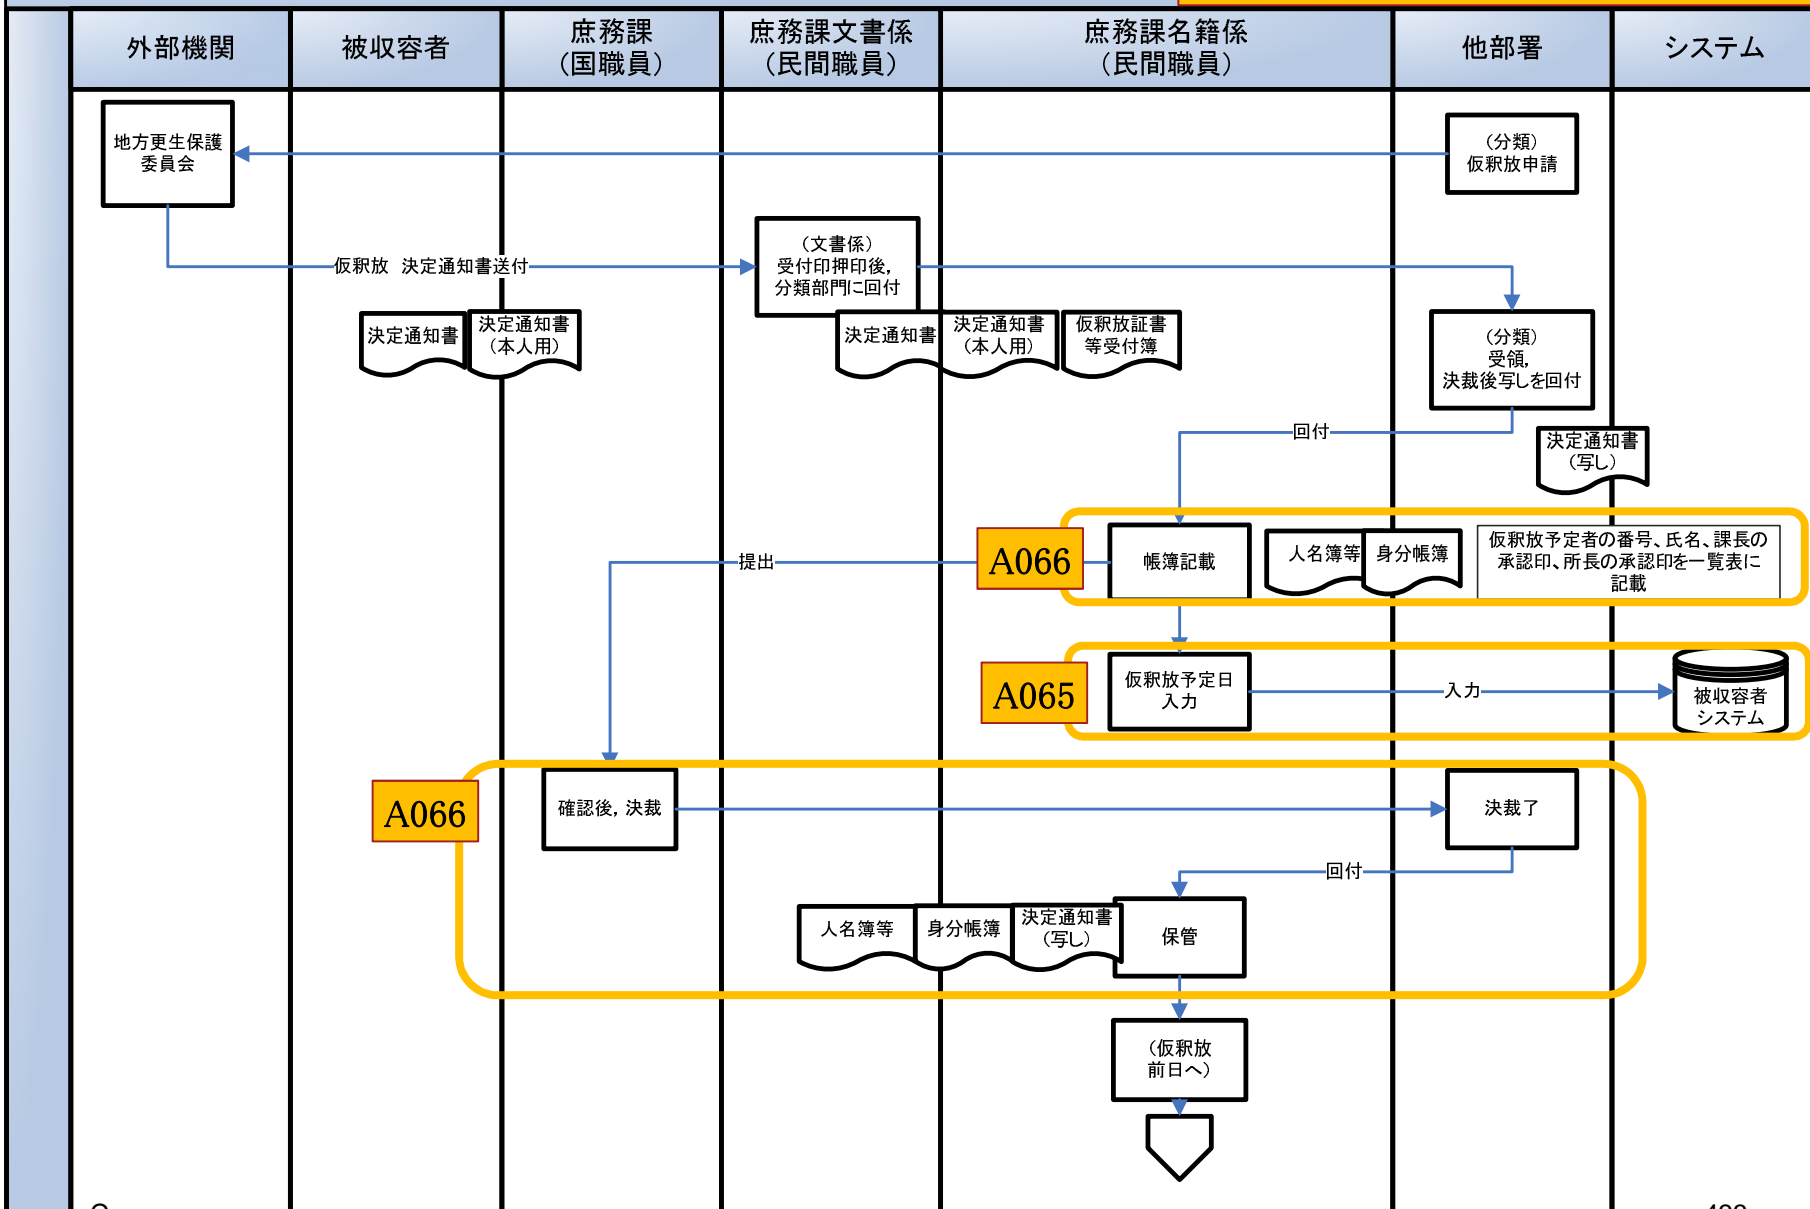 外部機関
被収容者
庶務課
（国職員）
庶務課文書係
（民間職員）
庶務課名籍係
（民間職員）
他部署
システム
地方更生保護
委員会
（分類）
仮釈放申請
仮釈放　決定通知書送付
（文書係）
受付印押印後，
分類部門に回付
決定通知書
決定通知書
（本人用）
決定通知書
決定通知書
（本人用）
仮釈放証書
等受付簿
（分類）
受領，
決裁後写しを回付
回付
決定通知書
（写し）
A066
提出
帳簿記載
人名簿等
身分帳簿
仮釈放予定者の番号、氏名、課長の
承認印、所長の承認印を一覧表に
記載
A065
仮釈放予定日
入力
入力
被収容者
システム
A066
確認後，決裁
決裁了
回付
人名簿等
身分帳簿
決定通知書
（写し）
保管
（仮釈放
前日へ）